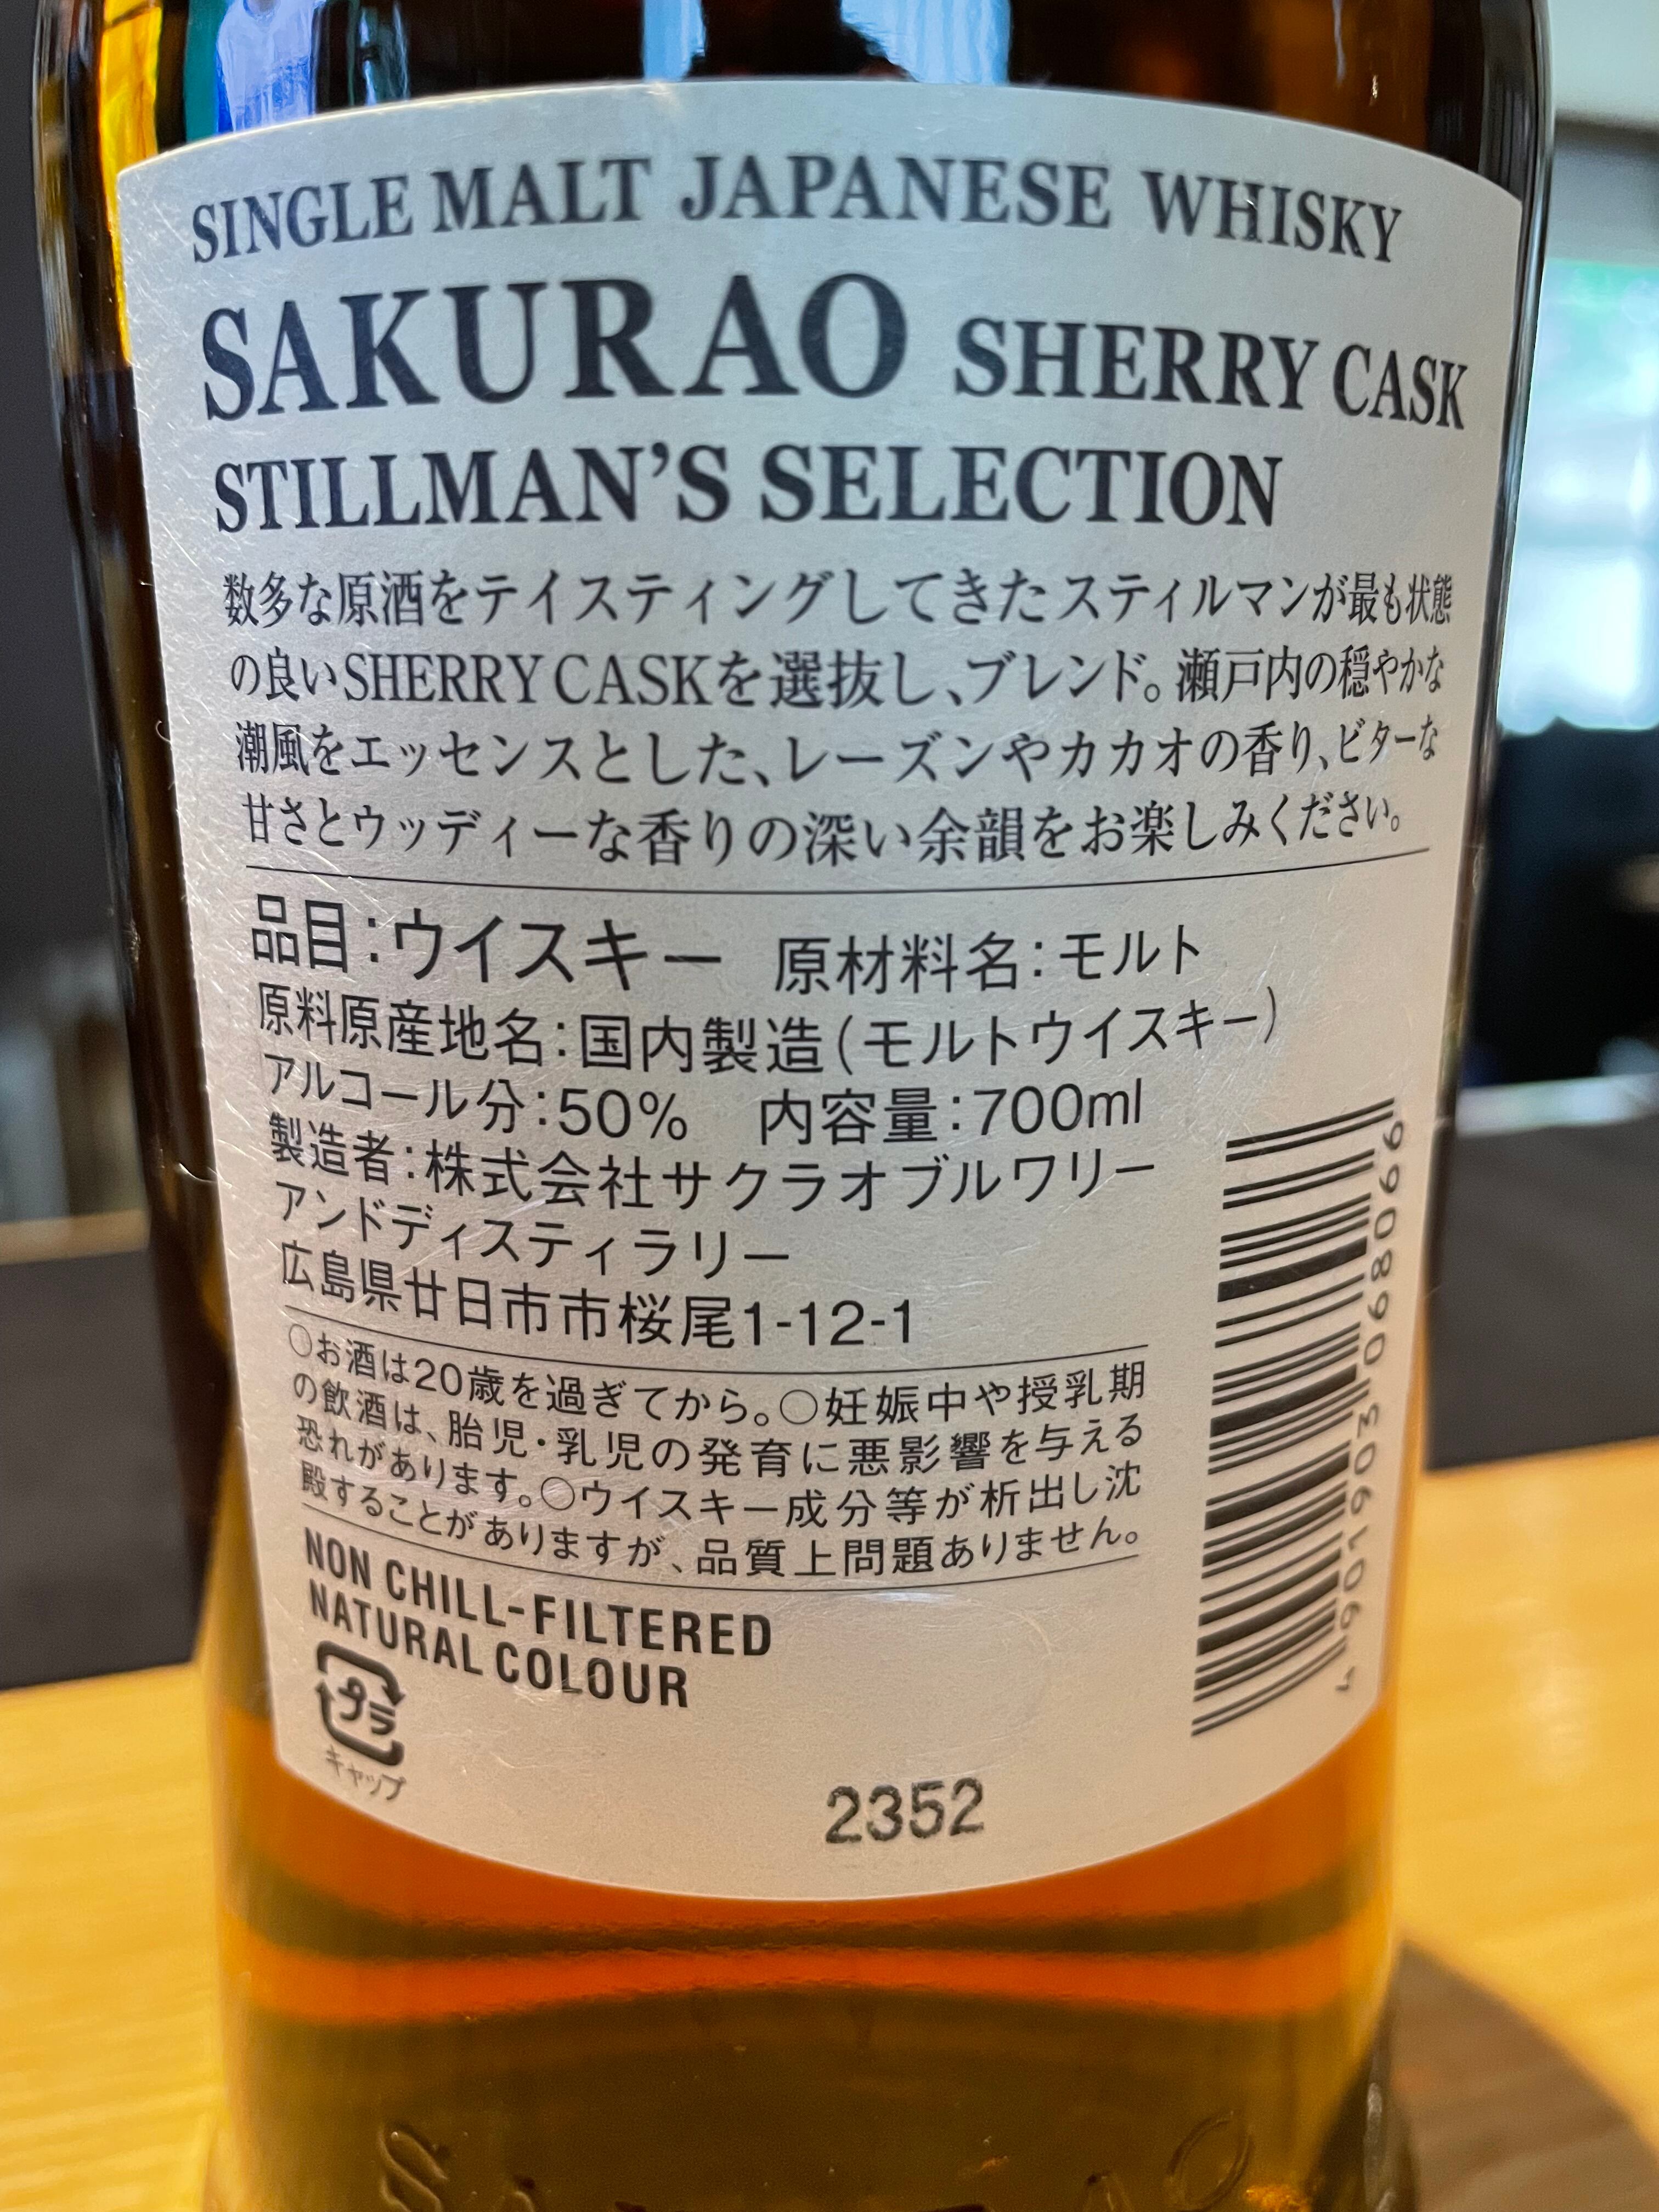 SINGLE MALT JAPANESE WHISKY
SAKURAO SHERRY CASK
STILLMAN'S SELECTION
数多な原酒をテイスティングしてきたスティルマンが最も状態
の良いSHERRY CASKを選抜し、ブレンド。瀬戸内の穏やかな
潮風をエッセンスとした、レーズンやカカオの香り、ビターな
甘さとウッディーな香りの深い余韻をお楽しみください。
品目：ウイスキー 原材料名：モルト
原料原産地名：国内製造（モルトウイスキー）
アルコール分：50% 内容量：700ml
製造者：株式会社サクラオブルワリー
アンドディスティラリー
広島県廿日市市桜尾1-12-1
○お酒は20歳を過ぎてから。○妊娠中や授乳期
の飲酒は、胎児・乳児の発育に悪影響を与える
恐れがあります。○ウイスキー成分等が析出し沈
殿することがありますが、品質上問題ありません。
NON CHILL-FILTERED
NATURAL COLOUR
プラ
キャップ
4901903068066
2352